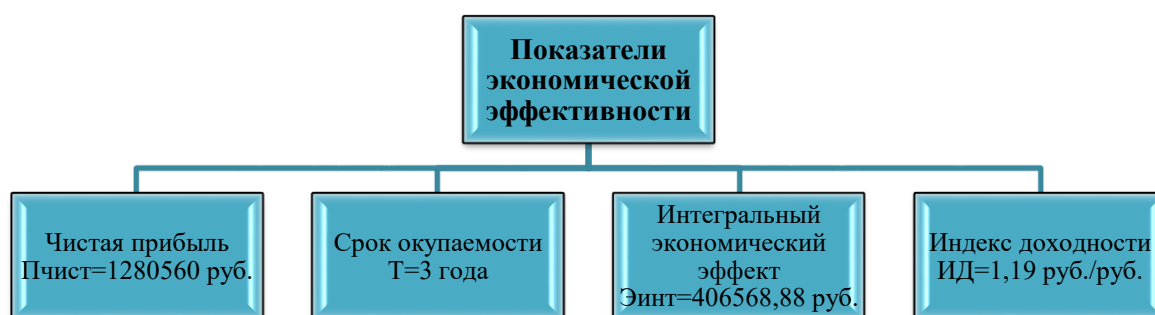 Показатели
экономической
эффективности
Чистая прибыль
Пчист=1280560 руб.
Срок окупаемости
Т=3 года
Интегральный
экономический
эффект
Эинт=406568,88 руб.
Индекс доходности
ИД=1,19 руб./руб.